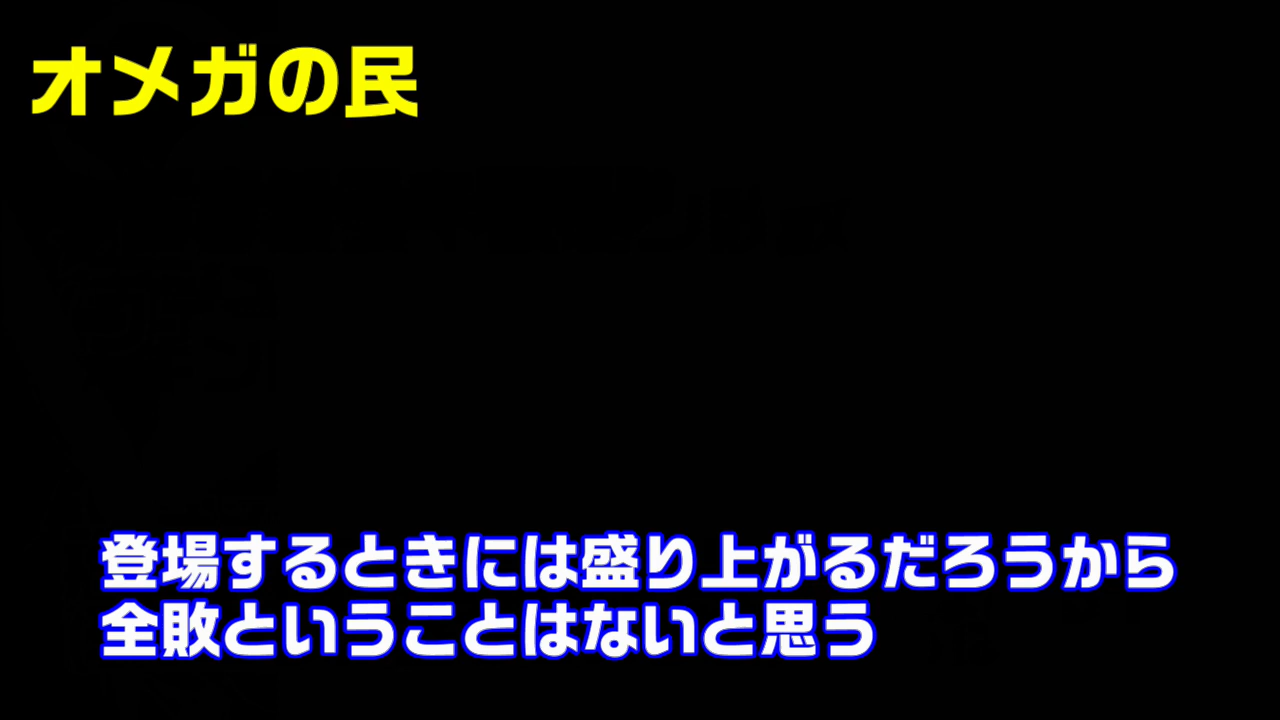 オメガの民
登場するときには盛り上がるだろうから
全敗ということはないと思う